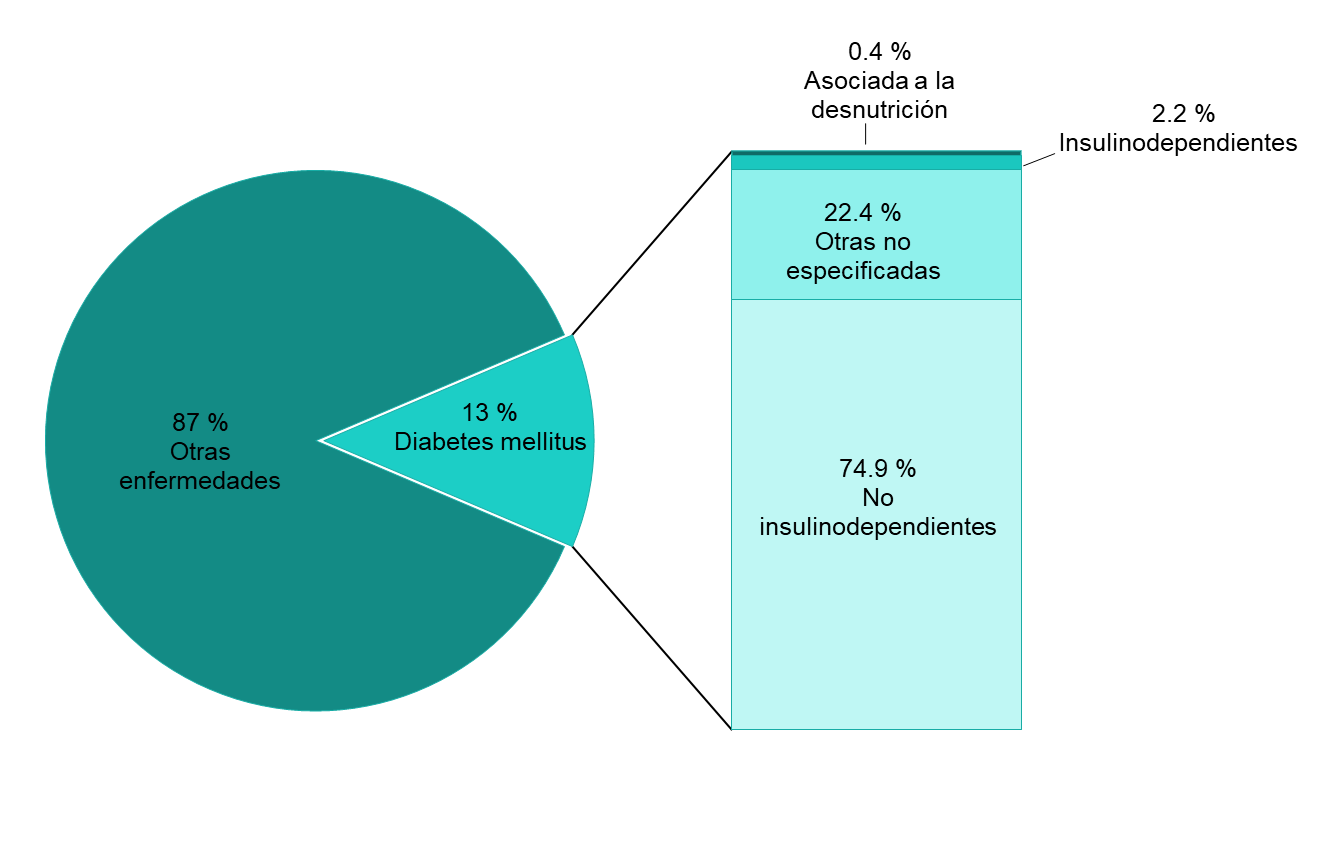 0.4 %
Asociada a la
desnutrición
2.2 %
Insulinodependientes
22.4 %
Otras no
especificadas
87 %
Otras
enfermedades
13 %
Diabetes mellitus
74.9 %
No
insulinodependientes